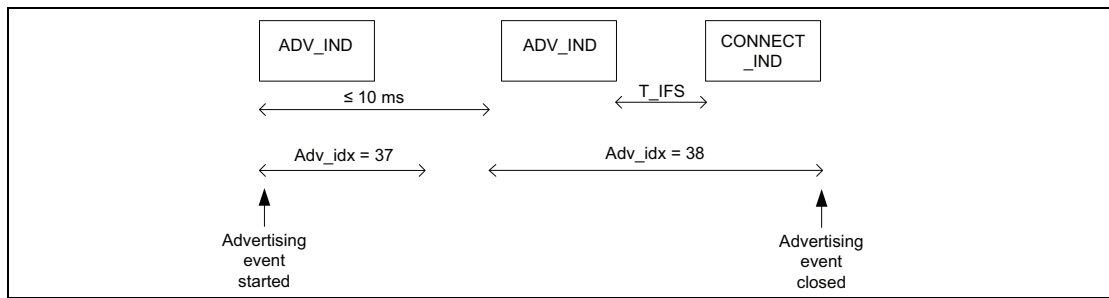 ADV_IND
ADV_IND
CONNECT
_IND
≤ 10 ms
T_IFS
Adv_idx = 37
Adv_idx = 38
Advertising
event
started
Advertising
event
closed